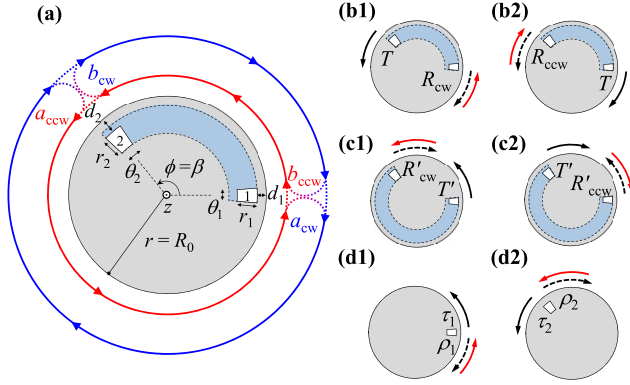 (a)
b_cw
a_ccw
d_2
2
r_2
θ_2
ϕ=β
z
θ_1
1
d_1
r_1
b_ccw
a_cw
r = R_0
(b1)
T
R_cw
(b2)
R_ccw
T
(c1)
R'_cw
T'
(c2)
T'
R'_ccw
(d1)
τ_1
ρ_1
(d2)
ρ_2
τ_2